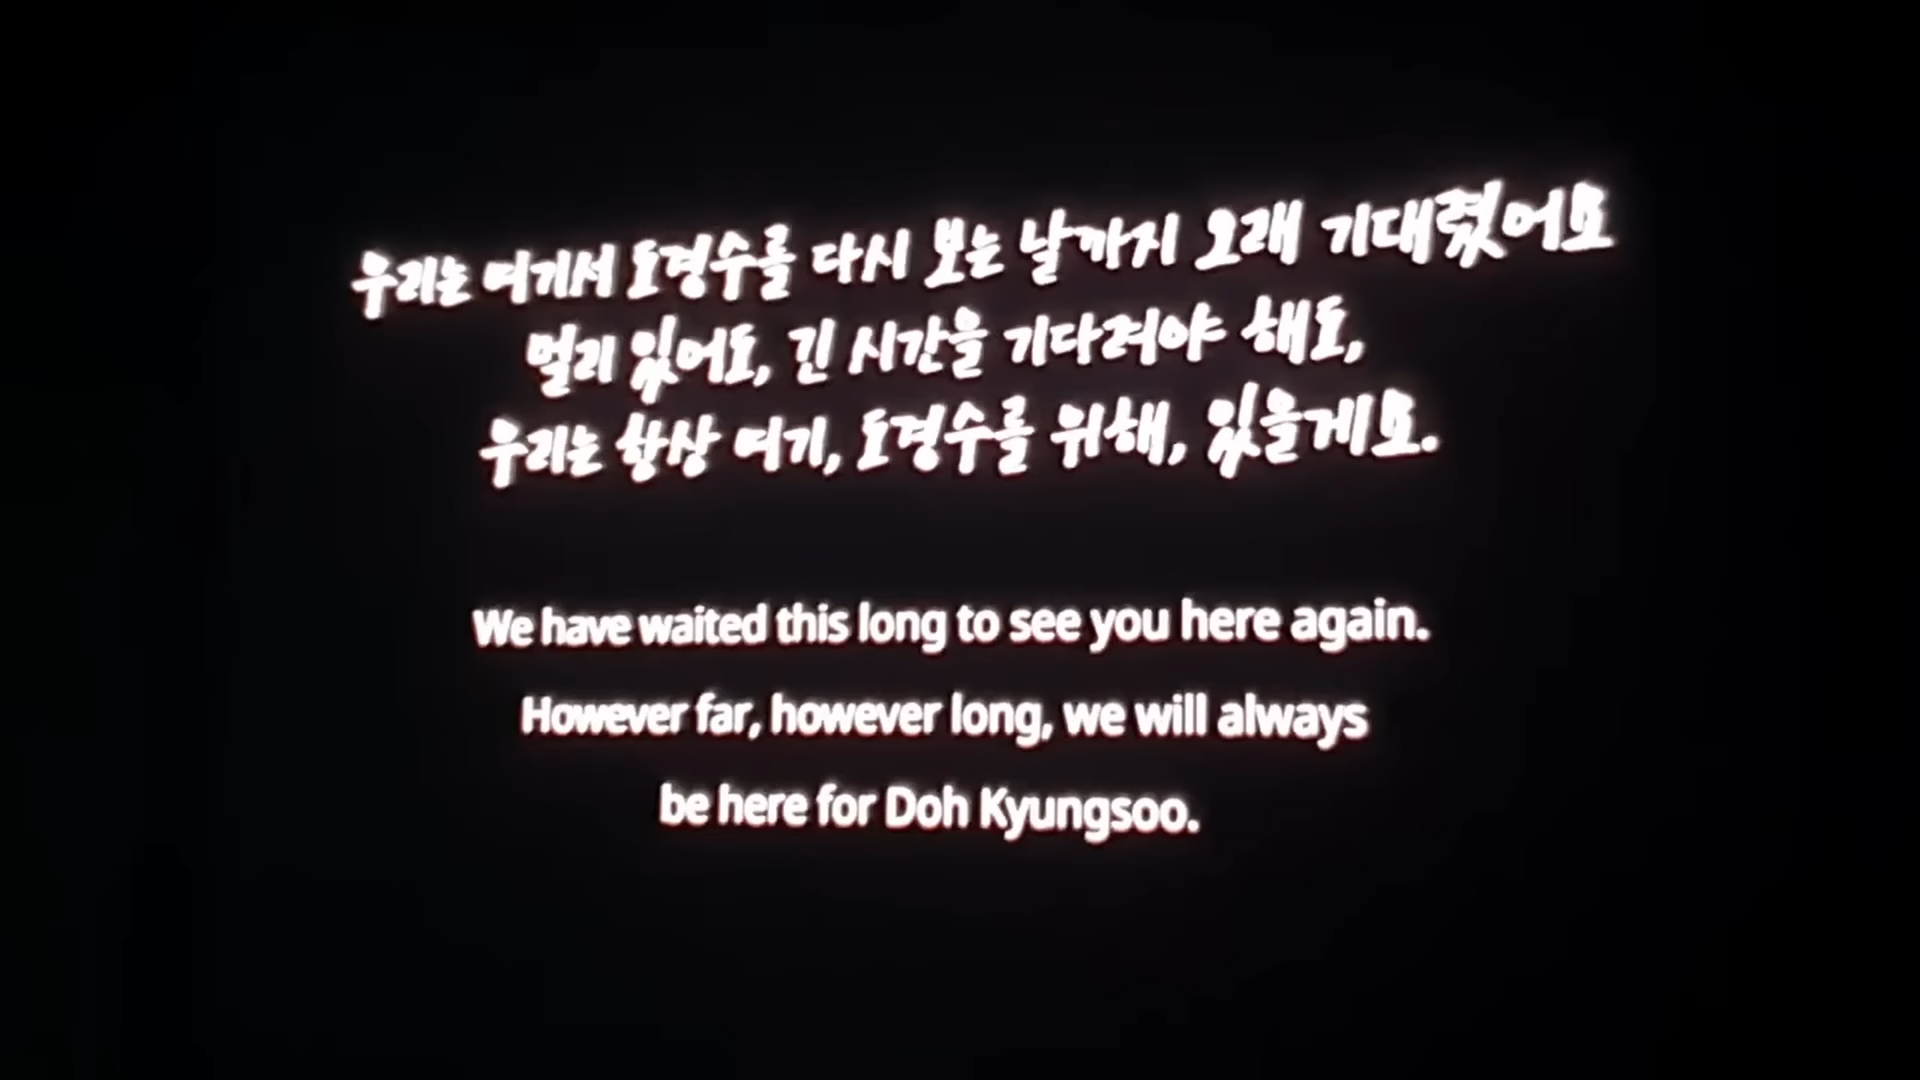 우리는 여기서 도경수를 다시 보는 날까지 오래 기대렸어요
멀리 있어도, 긴 시간을 기다려야 해도,
우리는 항상 여기, 도경수를 위해, 있을게요.
We have waited this long to see you here again.
However far, however long, we will always
be here for Doh Kyungsoo.